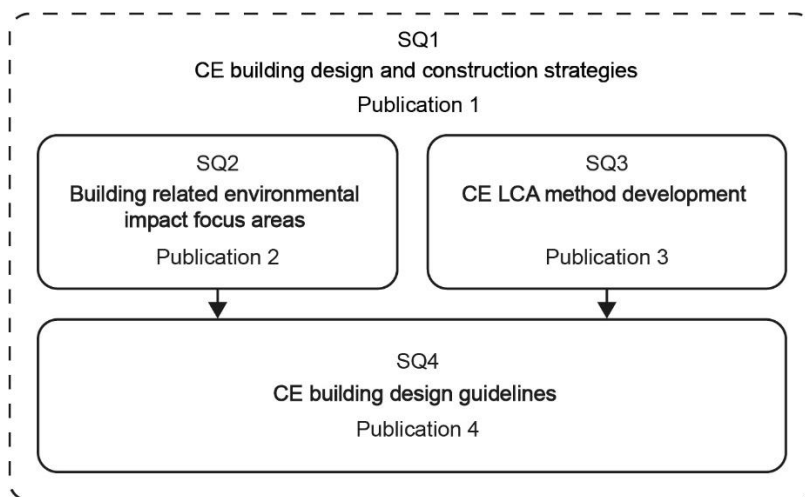 SQ1
CE building design and construction strategies
Publication 1
SQ2
Building related environmental
impact focus areas
Publication 2
SQ3
CE LCA method development
Publication 3
SQ4
CE building design guidelines
Publication 4